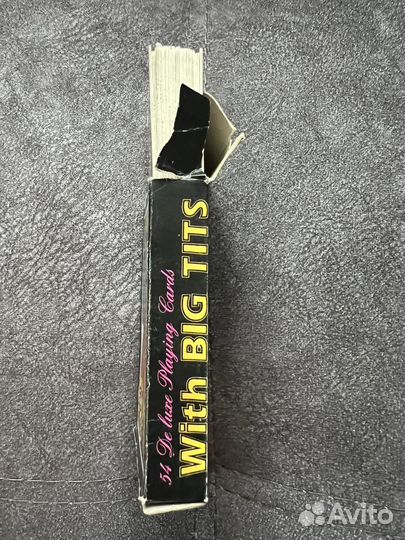 54 De luxe Playing Cards
With BIG TITS
Avito